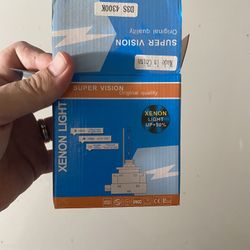 D3S 4300K
SUPER VISION
Original quality
Made in China
SUPER VISION
Original quality
XENON LIGHT
XENON
LIGHT
UP+50%